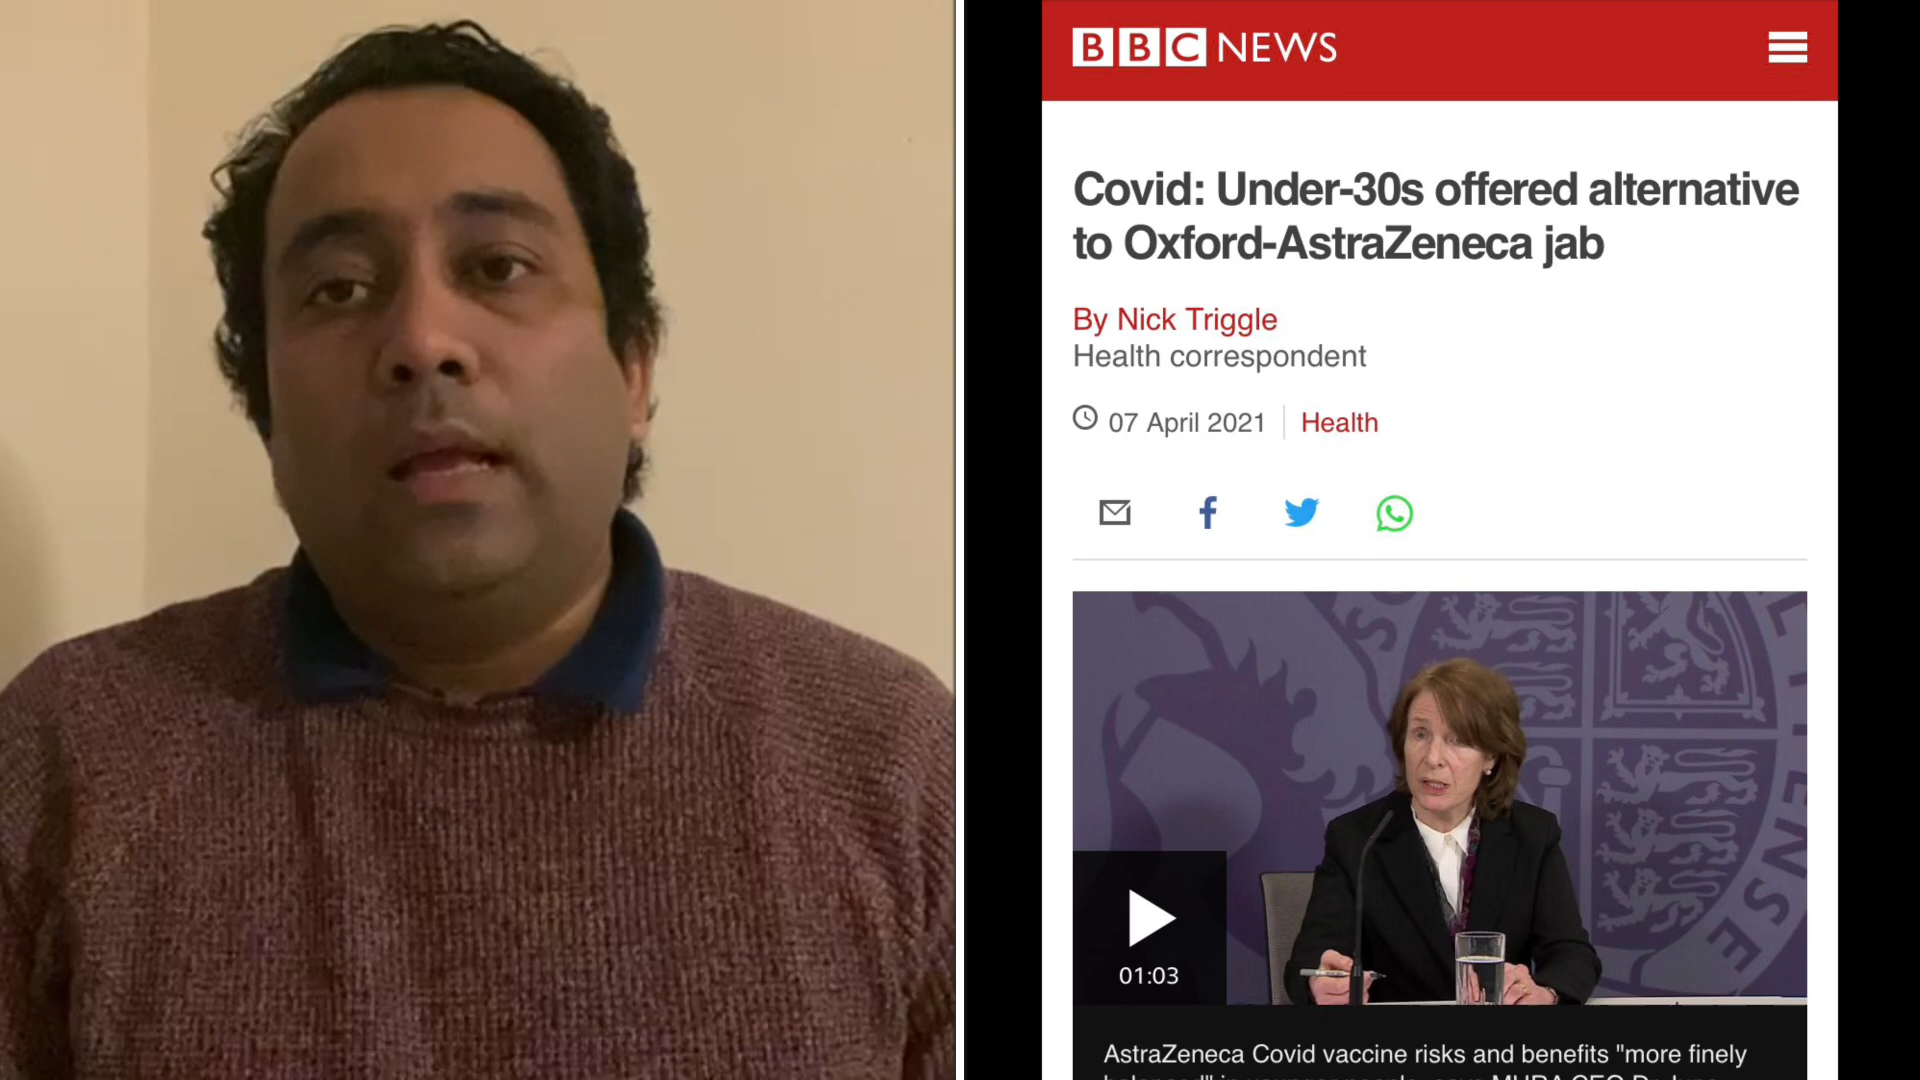 BBC NEWS
Covid: Under-30s offered alternative
to Oxford-AstraZeneca jab
By Nick Triggle
Health correspondent
07 April 2021
Health
TENSE
01:03
AstraZeneca Covid vaccine risks and benefits "more finely